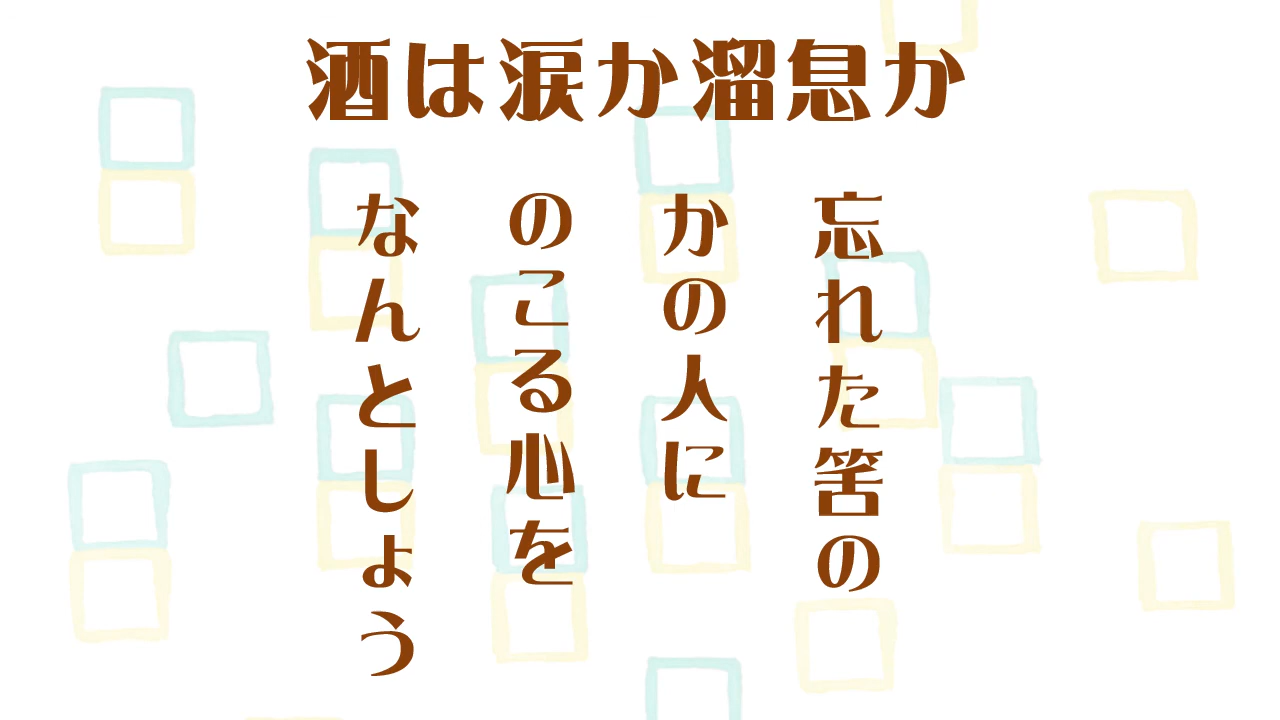 酒は涙か溜息か
忘れた筈の
かの人に
のこる心を
なんとしょう